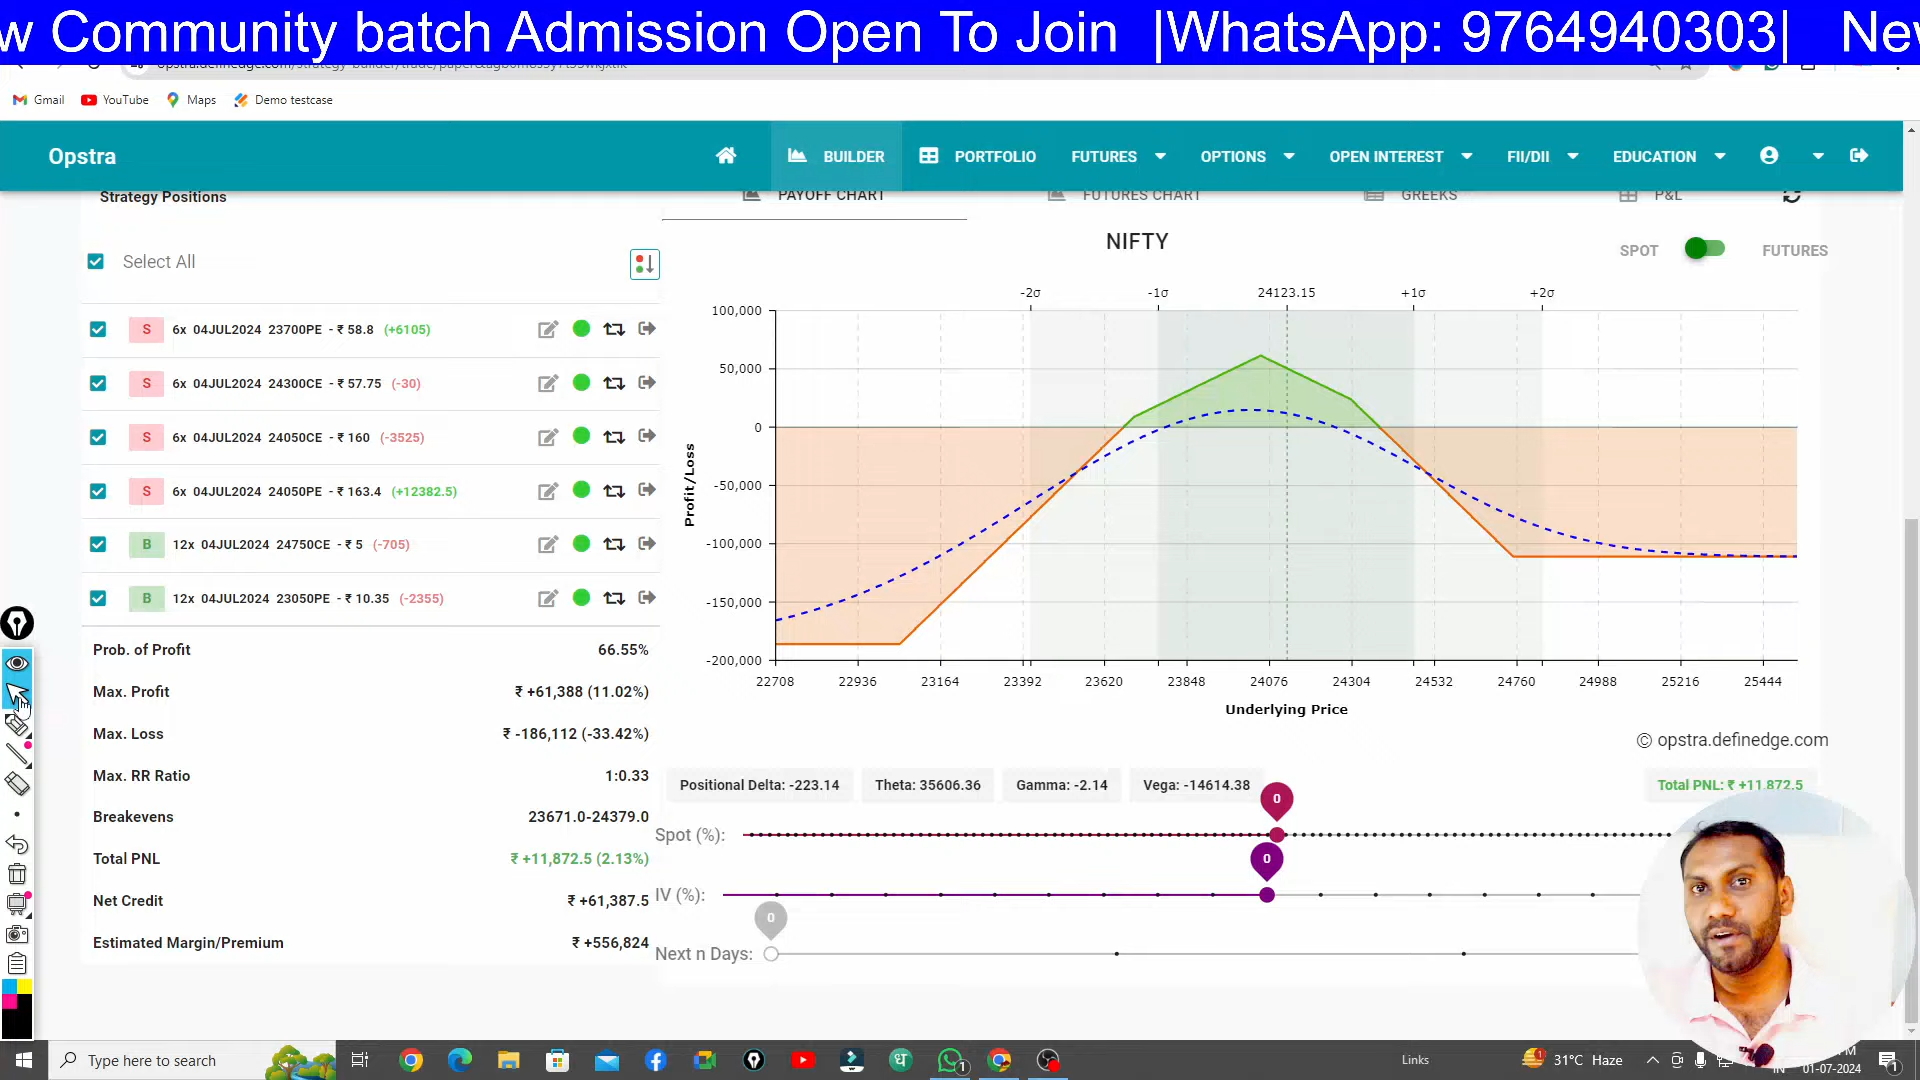 w Community batch Admission Open To Join |WhatsApp: 9764940303| New
Gmail YouTube Maps Demo testcase
Opstra BUILDER PORTFOLIO FUTURES OPTIONS OPEN INTEREST FII/DII EDUCATION
Strategy Positions
PAYOFF CHART FUTURES CHART GREEKS P&L
NIFTY
SPOT FUTURES
Select All
S 6x 04JUL2024 23700PE - ₹ 58.8 (+6105)
S 6x 04JUL2024 24300CE - ₹ 57.75 (-30)
S 6x 04JUL2024 24050CE - ₹ 160 (-3525)
S 6x 04JUL2024 24050PE - ₹ 163.4 (+12382.5)
B 12x 04JUL2024 24750CE - ₹ 5 (-705)
B 12x 04JUL2024 23050PE - ₹ 10.35 (-2355)
Prob. of Profit 66.55%
Max. Profit ₹ +61,388 (11.02%)
Max. Loss ₹ -186,112 (-33.42%)
Max. RR Ratio 1:0.33
Breakevens 23671.0-24379.0
Total PNL ₹ +11,872.5 (2.13%)
Net Credit ₹ +61,387.5
Estimated Margin/Premium ₹ +556,824
-2σ -1σ 24123.15 +1σ +2σ
100,000
50,000
0
-50,000
-100,000
-150,000
-200,000
Profit/Loss
22708 22936 23164 23392 23620 23848 24076 24304 24532 24760 24988 25216 25444
Underlying Price
© opstra.definedge.com
Positional Delta: -223.14 Theta: 35606.36 Gamma: -2.14 Vega: -14614.38 Total PNL: ₹ +11,872.5
0
Spot (%):
0
IV (%):
0
Next n Days:
Type here to search
Links
31°C Haze
01-07-2024